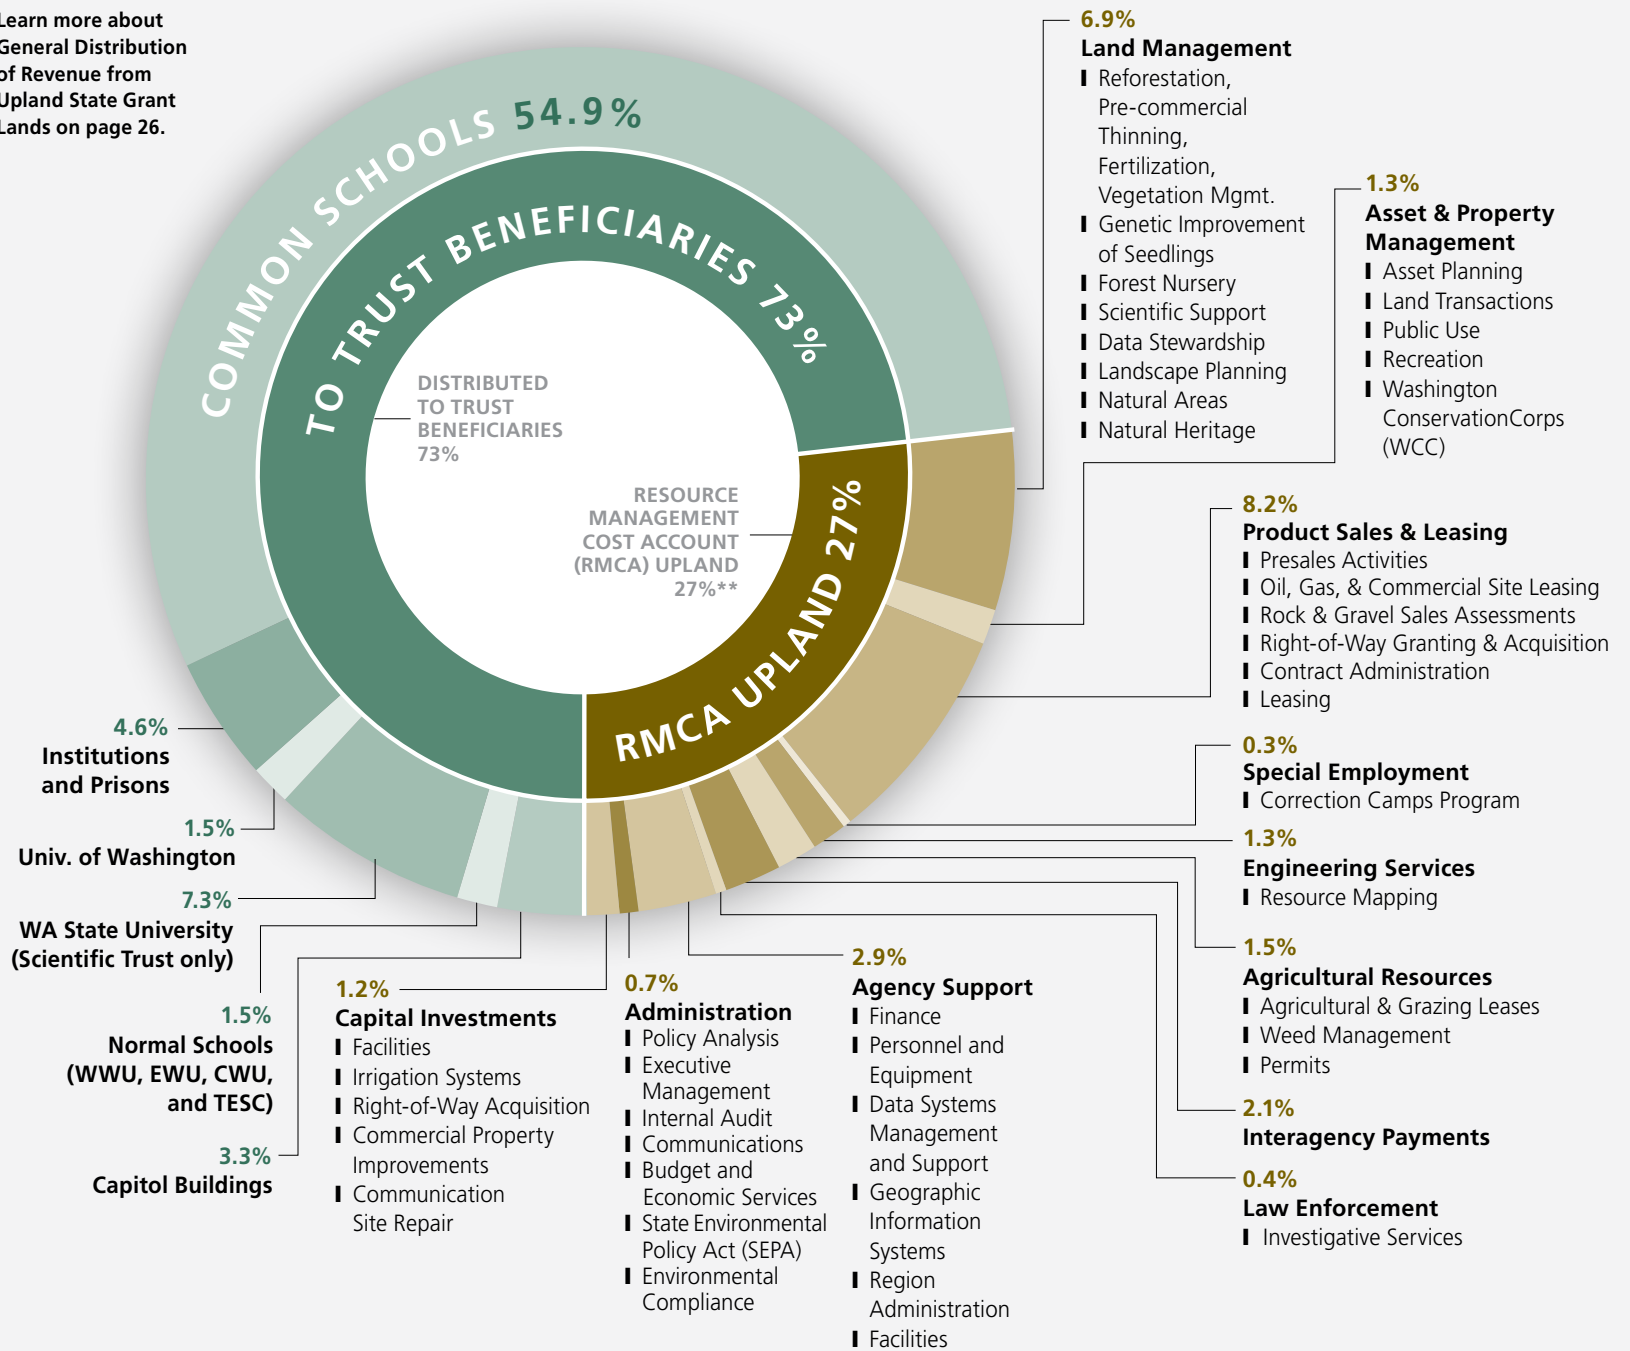 Learn more about
General Distribution
of Revenue from
Upland State Grant
Lands on page 26.
COMMON SCHOOLS 54.9%
TO TRUST BENEFICIARIES 73%
DISTRIBUTED
TO TRUST
BENEFICIARIES
73%
RESOURCE
MANAGEMENT
COST ACCOUNT
(RMCA) UPLAND
27%**
RMCA UPLAND 27%
6.9%
Land Management
Reforestation,
Pre-commercial
Thinning,
Fertilization,
Vegetation Mgmt.
Genetic Improvement
of Seedlings
Forest Nursery
Scientific Support
Data Stewardship
Landscape Planning
Natural Areas
Natural Heritage
1.3%
Asset & Property
Management
Asset Planning
Land Transactions
Public Use
Recreation
Washington
ConservationCorps
(WCC)
8.2%
Product Sales & Leasing
Presales Activities
Oil, Gas, & Commercial Site Leasing
Rock & Gravel Sales Assessments
Right-of-Way Granting & Acquisition
Contract Administration
Leasing
0.3%
Special Employment
Correction Camps Program
1.3%
Engineering Services
Resource Mapping
1.5%
Agricultural Resources
Agricultural & Grazing Leases
Weed Management
Permits
2.1%
Interagency Payments
0.4%
Law Enforcement
Investigative Services
2.9%
Agency Support
Finance
Personnel and
Equipment
Data Systems
Management
and Support
Geographic
Information
Systems
Region
Administration
Facilities
0.7%
Administration
Policy Analysis
Executive
Management
Internal Audit
Communications
Budget and
Economic Services
State Environmental
Policy Act (SEPA)
Environmental
Compliance
1.2%
Capital Investments
Facilities
Irrigation Systems
Right-of-Way Acquisition
Commercial Property
Improvements
Communication
Site Repair
4.6%
Institutions
and Prisons
1.5%
Univ. of Washington
7.3%
WA State University
(Scientific Trust only)
1.5%
Normal Schools
(WWU, EWU, CWU,
and TESC)
3.3%
Capitol Buildings